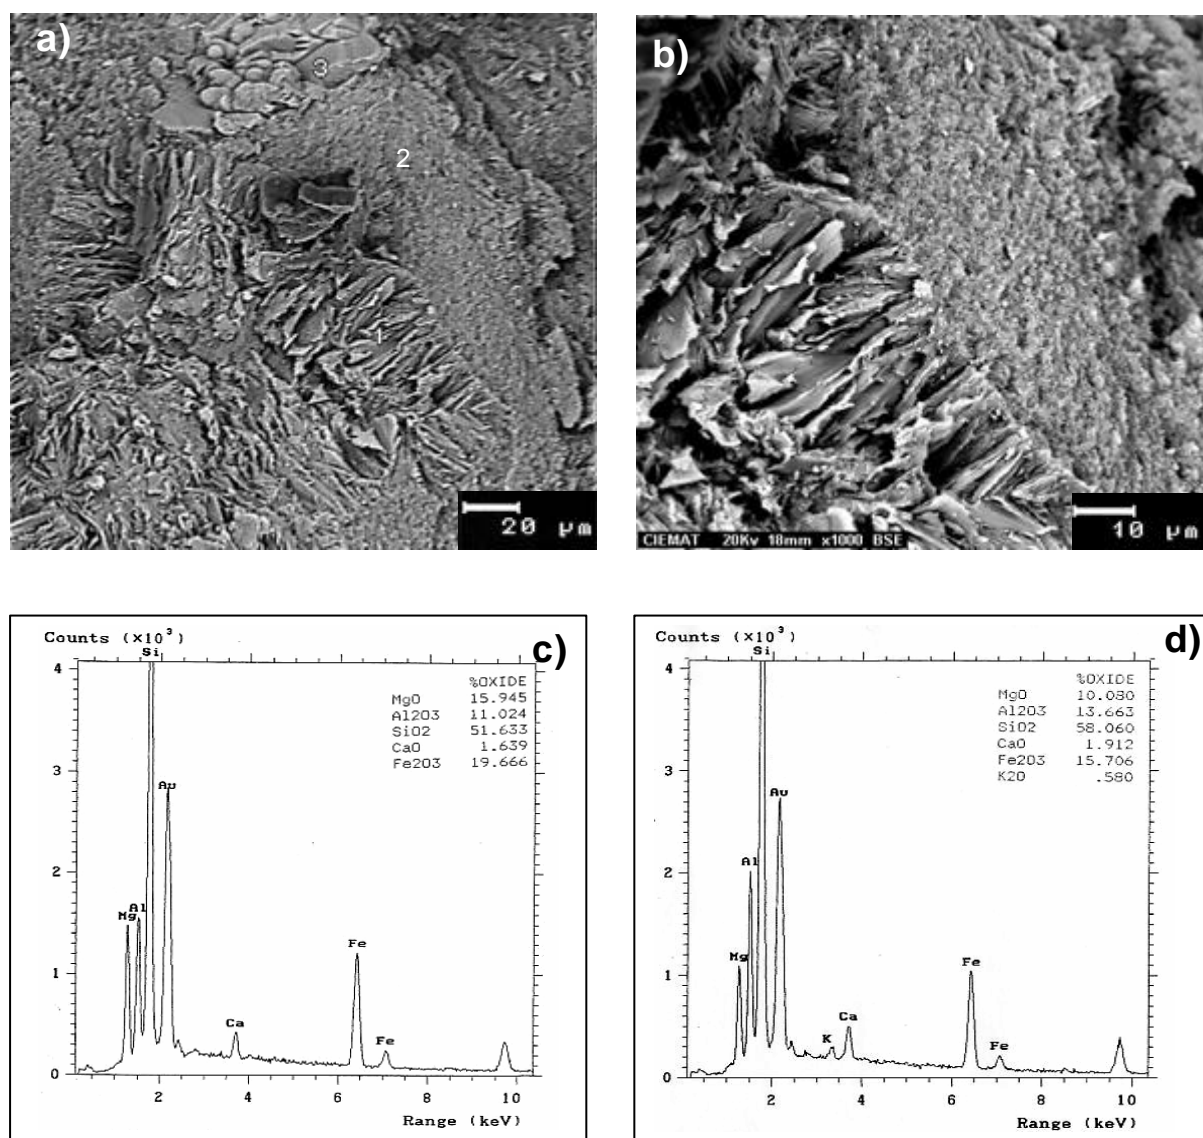 a)
3
2
1
20 µm
b)
CIEMAT 20Kv 18mm x1000 BSE
10 µm
c)
Counts (×10³)
Si
%OXIDE
MgO 15.945
Al2O3 11.024
SiO2 51.633
CaO 1.639
Fe2O3 19.666
Au
Mg
Al
Ca
Fe
Fe
4
3
2
1
0
2
4
6
8
10
Range (keV)
d)
Counts (×10³)
Si
%OXIDE
MgO 10.080
Al2O3 13.663
SiO2 58.060
CaO 1.912
Fe2O3 15.706
K2O .580
Au
Al
Mg
K
Ca
Fe
Fe
4
3
2
1
0
2
4
6
8
10
Range (keV)